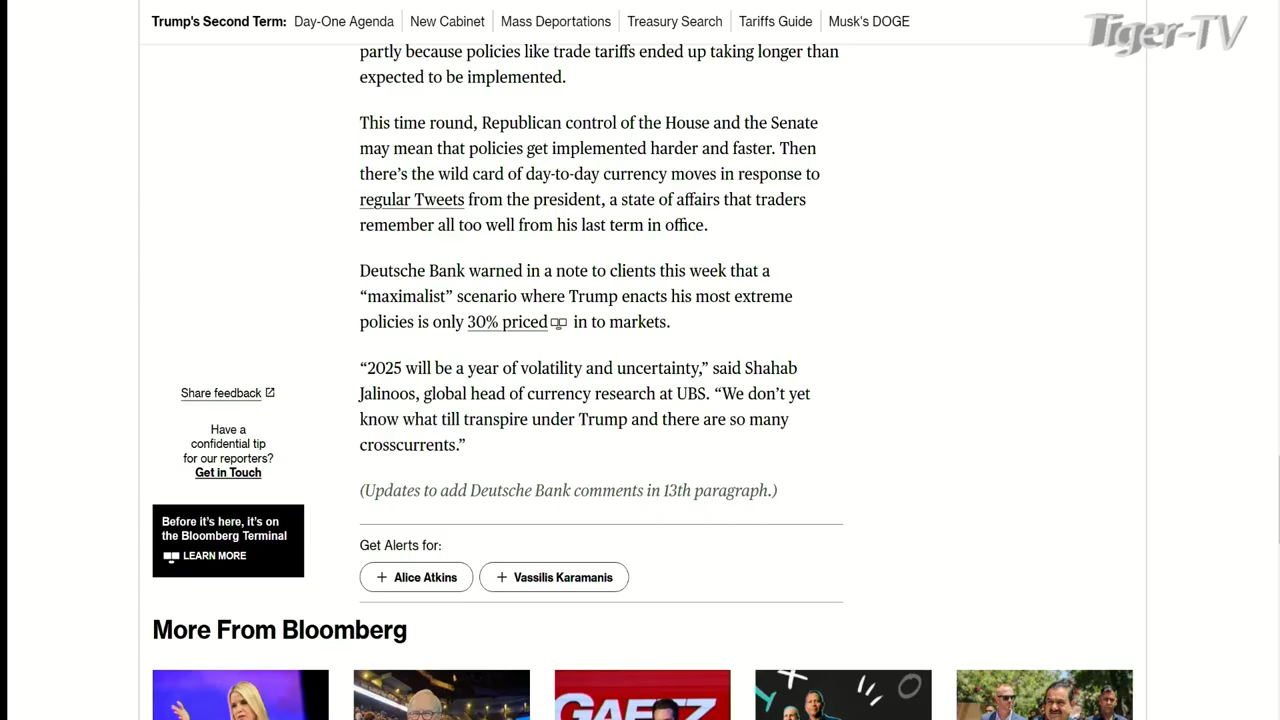 Trump's Second Term: Day-One Agenda New Cabinet Mass Deportations Treasury Search Tariffs Guide Musk's DOGE
Tiger-TV
partly because policies like trade tariffs ended up taking longer than
expected to be implemented.
This time round, Republican control of the House and the Senate
may mean that policies get implemented harder and faster. Then
there’s the wild card of day-to-day currency moves in response to
regular Tweets from the president, a state of affairs that traders
remember all too well from his last term in office.
Deutsche Bank warned in a note to clients this week that a
“maximalist” scenario where Trump enacts his most extreme
policies is only 30% priced in to markets.
“2025 will be a year of volatility and uncertainty,” said Shahab
Jalinoos, global head of currency research at UBS. “We don’t yet
know what till transpire under Trump and there are so many
crosscurrents.”
(Updates to add Deutsche Bank comments in 13th paragraph.)
Share feedback
Have a
confidential tip
for our reporters?
Get in Touch
Before it’s here, it’s on
the Bloomberg Terminal
LEARN MORE
Get Alerts for:
+ Alice Atkins + Vassilis Karamanis
More From Bloomberg
GAETZ